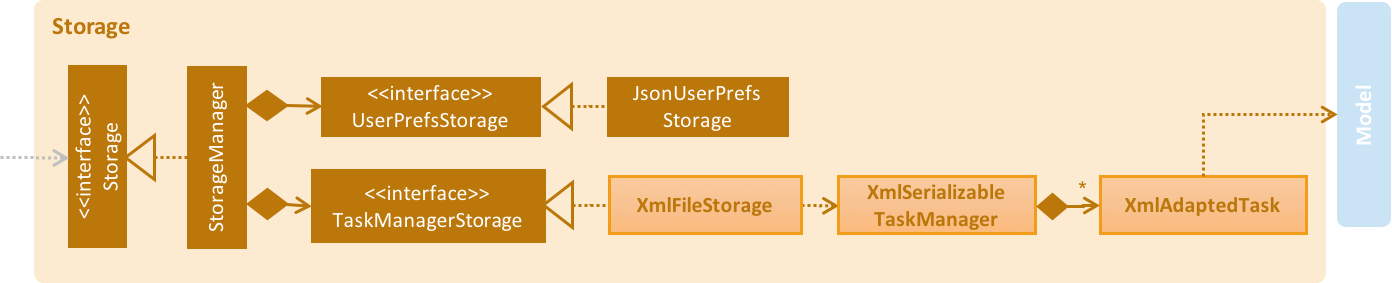 Storage
<<interface>>
Storage
StorageManager
<<interface>>
UserPrefsStorage
JsonUserPrefs
Storage
<<interface>>
TaskManagerStorage
XmlFileStorage
XmlSerializable
TaskManager
*
XmlAdaptedTask
Model